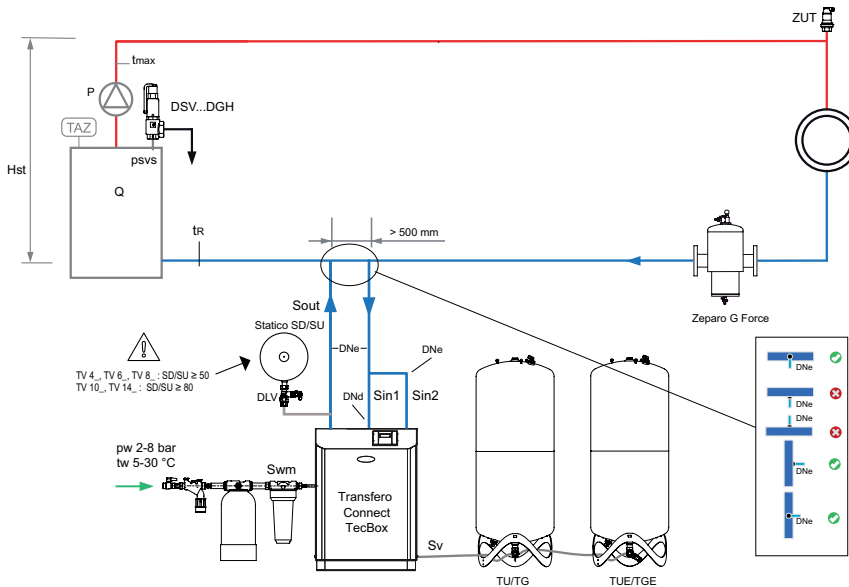 ZUT
tmax
P
DSV...DGH
TAZ
psvs
Hst
Q
tR
> 500 mm
Zeparo G Force
Sout
Statico SD/SU
DNe
DNe
TV 4_, TV 6_, TV 8_ : SD/SU ≥ 50
TV 10_, TV 14_ : SD/SU ≥ 80
DLV
DNd
Sin1
Sin2
pw 2-8 bar
tw 5-30 °C
Swm
Transfero
Connect
TecBox
Sv
TU/TG
TUE/TGE
DNe
DNe
DNe
DNe
DNe